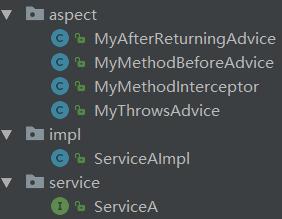 aspect
MyAfterReturningAdvice
MyMethodBeforeAdvice
MyMethodInterceptor
MyThrowsAdvice
impl
ServiceAImpl
service
ServiceA